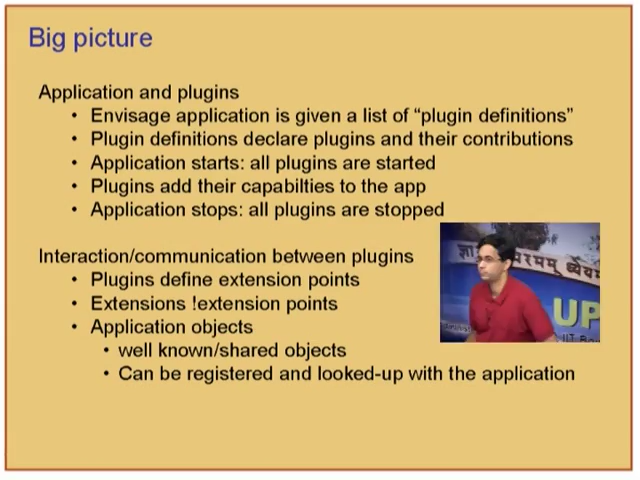 Big picture
Application and plugins
• Envisage application is given a list of “plugin definitions”
• Plugin definitions declare plugins and their contributions
• Application starts: all plugins are started
• Plugins add their capabilties to the app
• Application stops: all plugins are stopped
Interaction/communication between plugins
• Plugins define extension points
• Extensions !extension points
• Application objects
• well known/shared objects
• Can be registered and looked-up with the application
UP